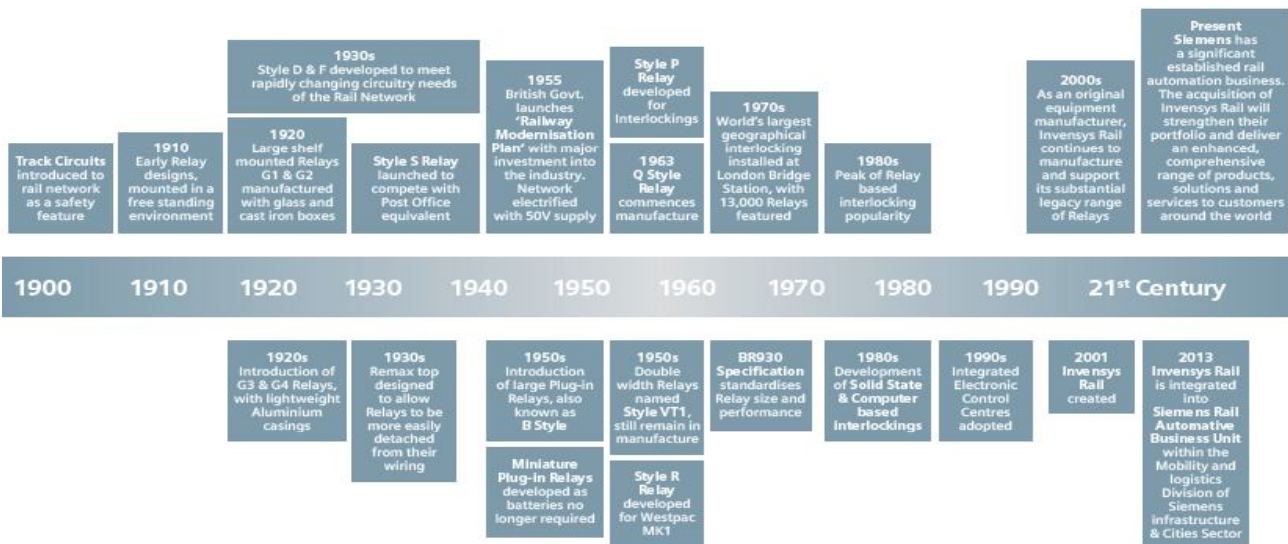 Track Circuits
introduced to
rail network
as a safety
feature
1910
Early Relay
designs,
mounted in a
free standing
environment
1930s
Style D & F developed to meet
rapidly changing circuitry needs
of the Rail Network
1920
Large shelf
mounted Relays
G1 & G2
manufactured
with glass and
cast iron boxes
Style S Relay
launched to
compete with
Post Office
equivalent
1955
British Govt.
launches
‘Railway
Modernisation
Plan’ with major
investment into
the industry.
Network
electrified
with 50V supply
Style P
Relay
developed
for
Interlockings
1963
Q Style
Relay
commences
manufacture
1970s
World’s largest
geographical
interlocking
installed at
London Bridge
Station, with
13,000 Relays
featured
1980s
Peak of Relay
based
interlocking
popularity
2000s
As an original
equipment
manufacturer,
Invensys Rail
continues to
manufacture
and support
its substantial
legacy range
of Relays
Present
Siemens has
a significant
established rail
automation business.
The acquisition of
Invensys Rail will
strengthen their
portfolio and deliver
an enhanced,
comprehensive
range of products,
solutions and
services to customers
around the world
1900 1910 1920 1930 1940 1950 1960 1970 1980 1990 21st Century
1920s
Introduction of
G3 & G4 Relays,
with lightweight
Aluminium
casings
1930s
Remax top
designed
to allow
Relays to be
more easily
detached
from their
wiring
1950s
Introduction
of large Plug-in
Relays, also
known as
B Style
Miniature
Plug-in Relays
developed as
batteries no
longer required
1950s
Double
width Relays
named
Style VT1,
still remain in
manufacture
Style R
Relay
developed
for Westpac
MK1
BR930
Specification
standardises
Relay size and
performance
1980s
Development
of Solid State
& Computer
based
Interlockings
1990s
Integrated
Electronic
Control
Centres
adopted
2001
Invensys
Rail
created
2013
Invensys Rail
is integrated
into
Siemens Rail
Automative
Business Unit
within the
Mobility and
logistics
Division of
Siemens
infrastructure
& Cities Sector